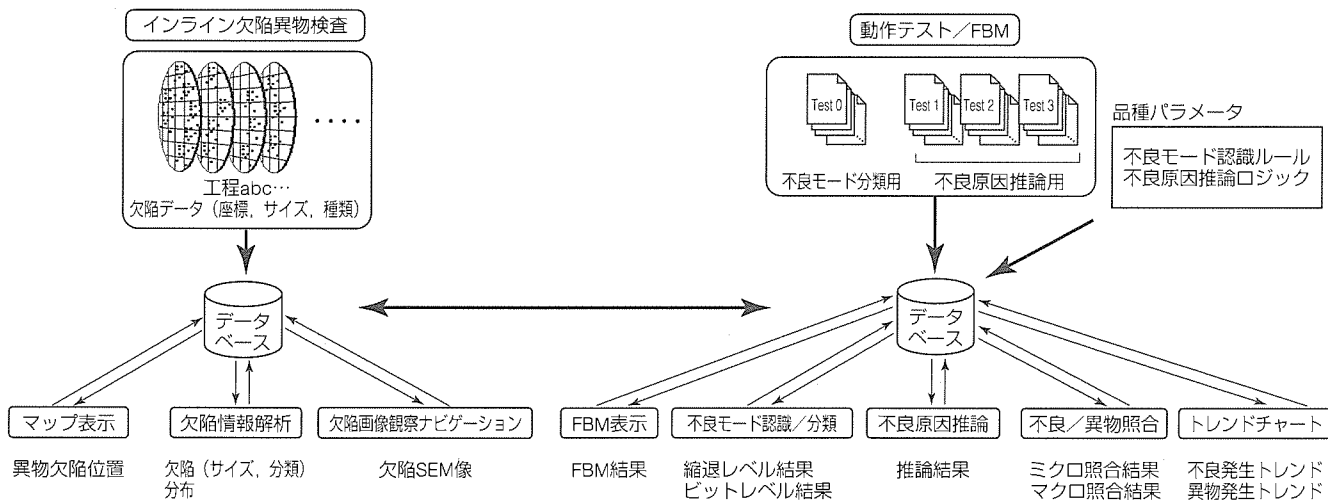 インライン欠陥異物検査
工程abc…
欠陥データ（座標，サイズ，種類）
動作テスト／FBM
Test 0
Test 1
Test 2
Test 3
不良モード分類用
不良原因推論用
品種パラメータ
不良モード認識ルール
不良原因推論ロジック
データ
ベース
データ
ベース
マップ表示
異物欠陥位置
欠陥情報解析
欠陥（サイズ，分類）
分布
欠陥画像観察ナビゲーション
欠陥SEM像
FBM表示
FBM結果
不良モード認識／分類
縮退レベル結果
ビットレベル結果
不良原因推論
推論結果
不良／異物照合
ミクロ照合結果
マクロ照合結果
トレンドチャート
不良発生トレンド
異物発生トレンド